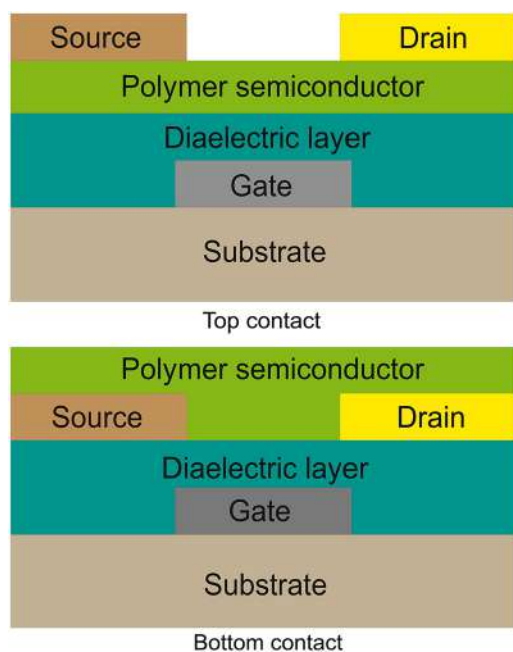 Source Drain
Polymer semiconductor
Diaelectric layer
Gate
Substrate
Top contact
Polymer semiconductor
Source Drain
Diaelectric layer
Gate
Substrate
Bottom contact